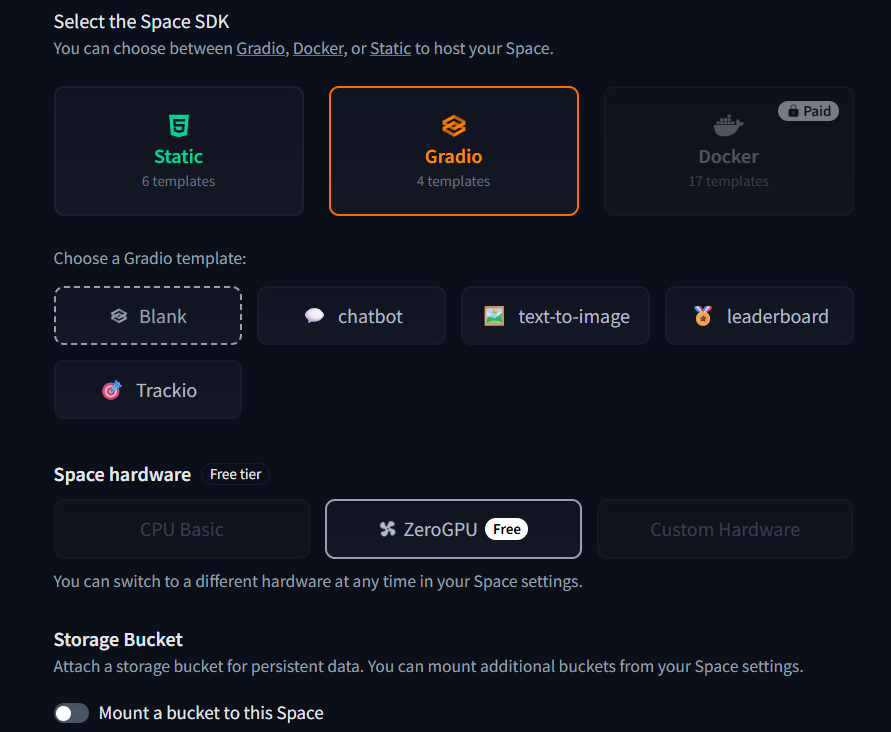 Select the Space SDK
You can choose between Gradio, Docker, or Static to host your Space.
Paid
Static
Gradio
Docker
6 templates
4 templates
17 templates
Choose a Gradio template:
Blank
chatbot
text-to-image
leaderboard
Trackio
Space hardware Free tier
CPU Basic
ZeroGPU Free
Custom Hardware
You can switch to a different hardware at any time in your Space settings.
Storage Bucket
Attach a storage bucket for persistent data. You can mount additional buckets from your Space settings.
Mount a bucket to this Space